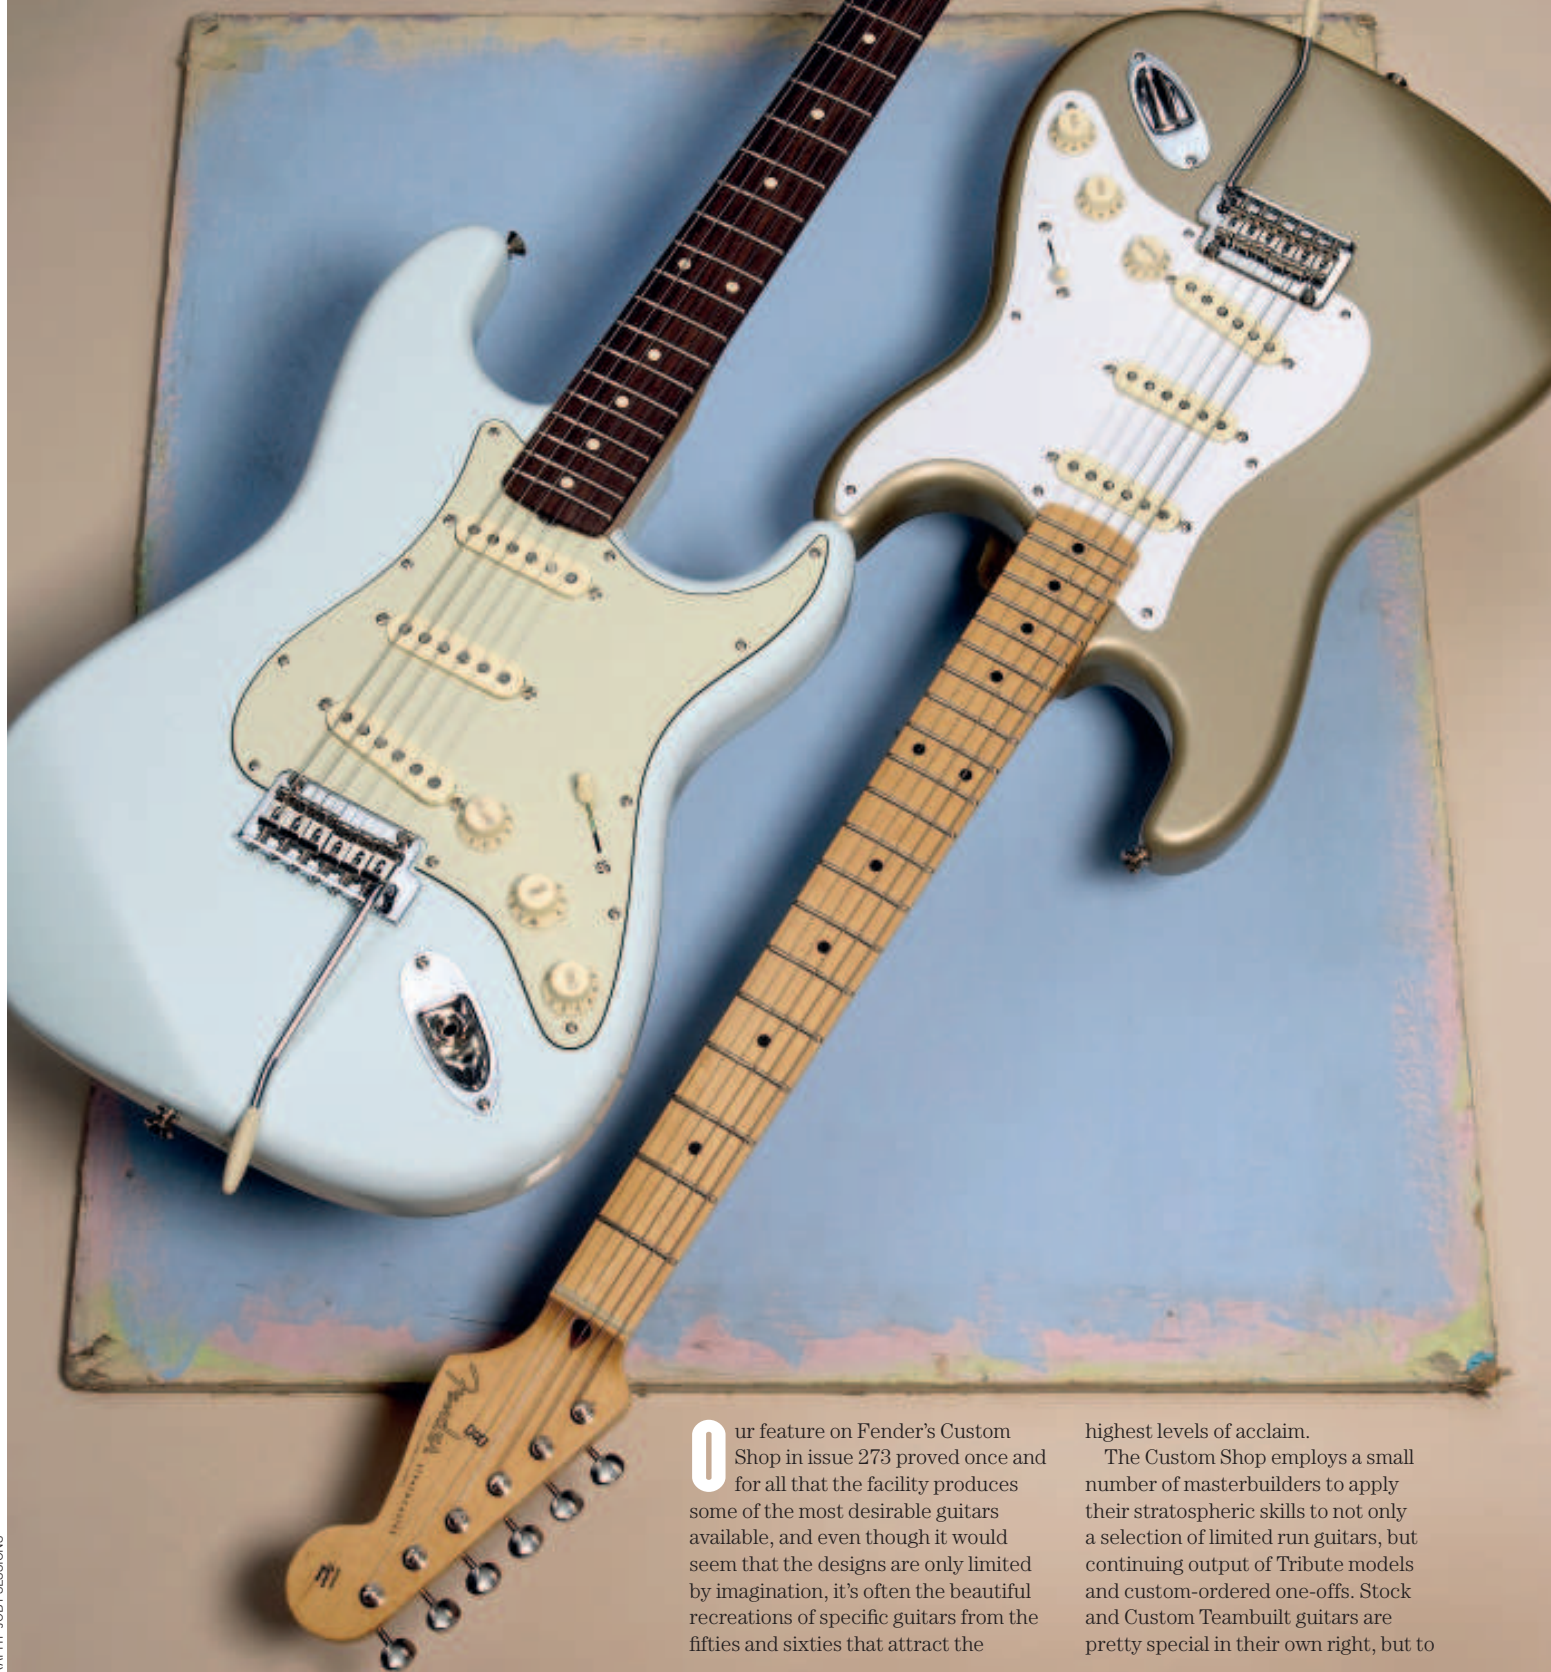 Fender
Our feature on Fender's Custom
Shop in issue 273 proved once and
for all that the facility produces
some of the most desirable guitars
available, and even though it would
seem that the designs are only limited
by imagination, it's often the beautiful
recreations of specific guitars from the
fifties and sixties that attract the
highest levels of acclaim.
The Custom Shop employs a small
number of masterbuilders to apply
their stratospheric skills to not only
a selection of limited run guitars, but
continuing output of Tribute models
and custom-ordered one-offs. Stock
and Custom Teambuilt guitars are
pretty special in their own right, but to